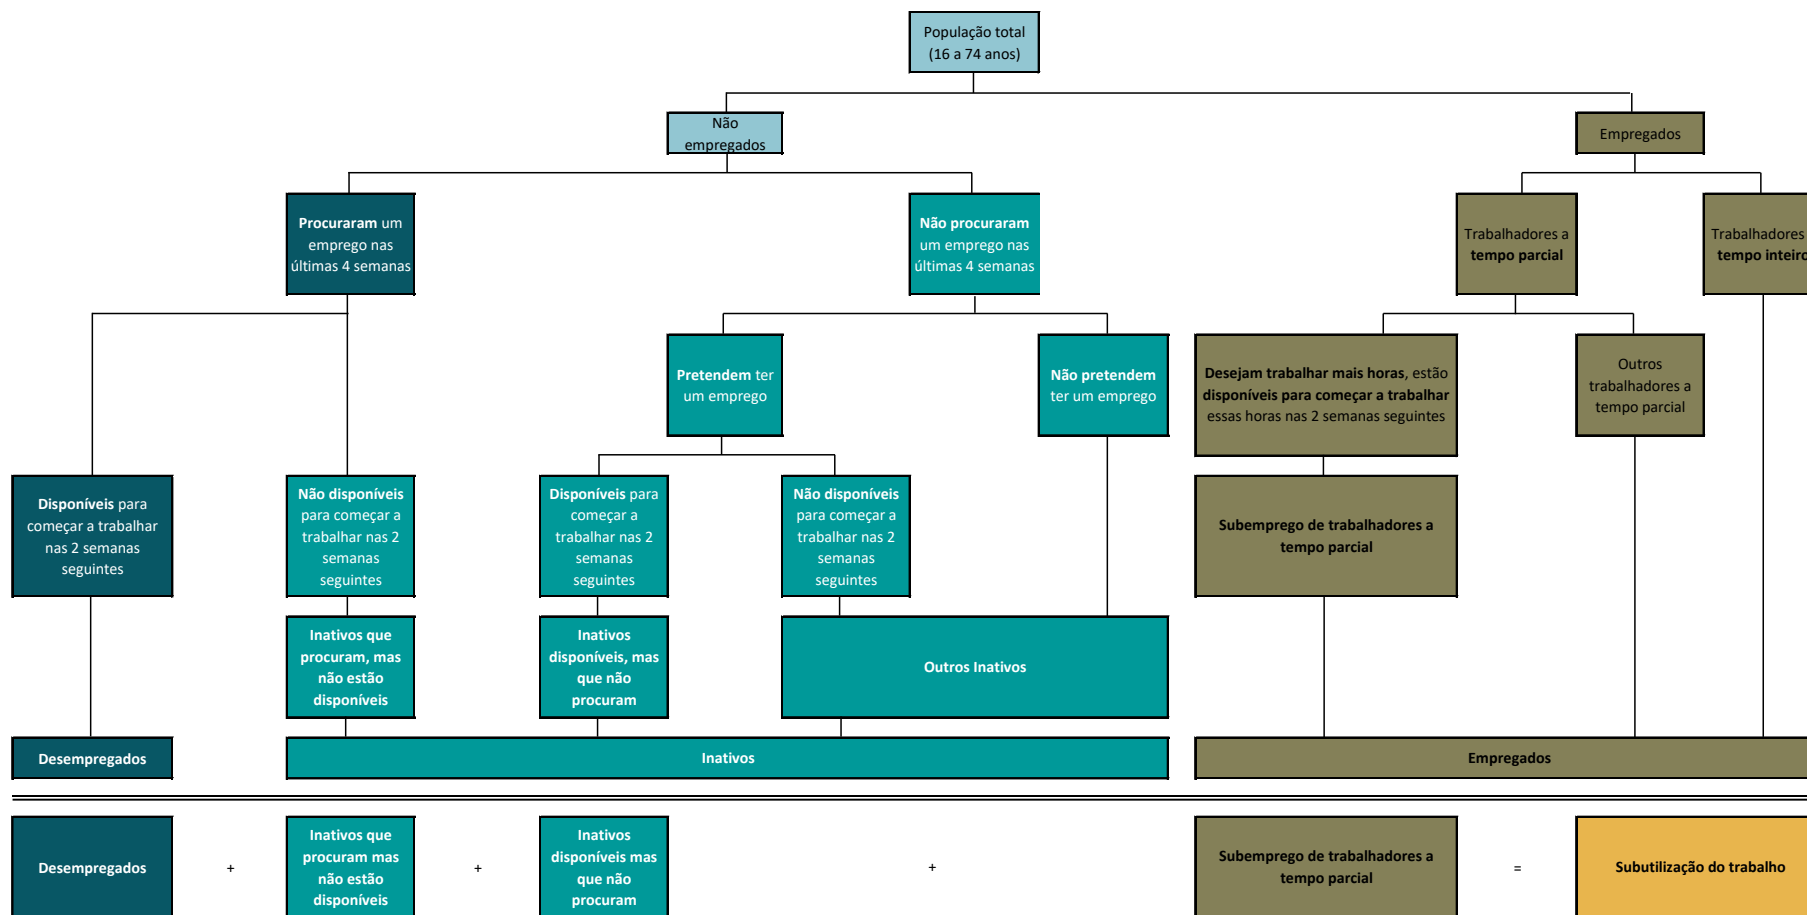 População total
(16 a 74 anos)
Não
empregados
Empregados
Procuraram um
emprego nas
últimas 4 semanas
Não procuraram
um emprego nas
últimas 4 semanas
Trabalhadores a
tempo parcial
Trabalhadores
tempo inteiro
Pretendem ter
um emprego
Não pretendem
ter um emprego
Desejam trabalhar mais horas, estão
disponíveis para começar a trabalhar
essas horas nas 2 semanas seguintes
Outros
trabalhadores a
tempo parcial
Disponíveis para
começar a trabalhar
nas 2 semanas
seguintes
Não disponíveis
para começar a
trabalhar nas 2
semanas
seguintes
Disponíveis para
começar a
trabalhar nas 2
semanas
seguintes
Não disponíveis
para começar a
trabalhar nas 2
semanas
seguintes
Subemprego de trabalhadores a
tempo parcial
Inativos que
procuram, mas
não estão
disponíveis
Inativos
disponíveis, mas
que não
procuram
Outros Inativos
Desempregados
Inativos
Empregados
Desempregados
+
Inativos que
procuram mas
não estão
disponíveis
+
Inativos
disponíveis mas
que não
procuram
+
Subemprego de trabalhadores a
tempo parcial
=
Subutilização do trabalho